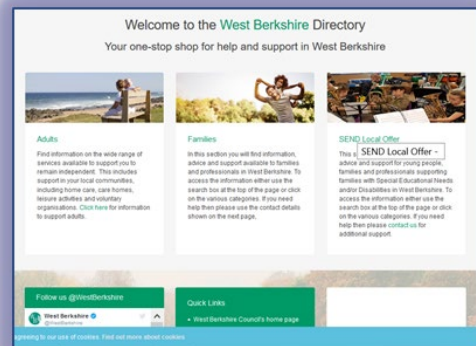 Welcome to the West Berkshire Directory
Your one-stop shop for help and support in West Berkshire
Adults
Find information on the wide range of
services available to support you to
remain independent. This includes
support in your local communities,
including home care, care homes,
leisure activities and voluntary
organisations. Click here for information
to support adults.
Families
In this section you will find information,
advice and support available to families
and professionals in West Berkshire. To
access the information either use the
search box at the top of the page or click
on the various categories. If you need
help then please use the contact details
shown on the next page,
SEND Local Offer
SEND Local Offer -
This s
advice and support for young people,
families and professionals supporting
families with Special Educational Needs
and/or Disabilities in West Berkshire. To
access the information either use the
search box at the top of the page or click
on the various categories. If you need
help then please contact us for
additional support.
Follow us @WestBerkshire
West Berkshire
@WestBerkshire
Quick Links
• West Berkshire Council's home page
agreeing to our use of cookies. Find out more about cookies